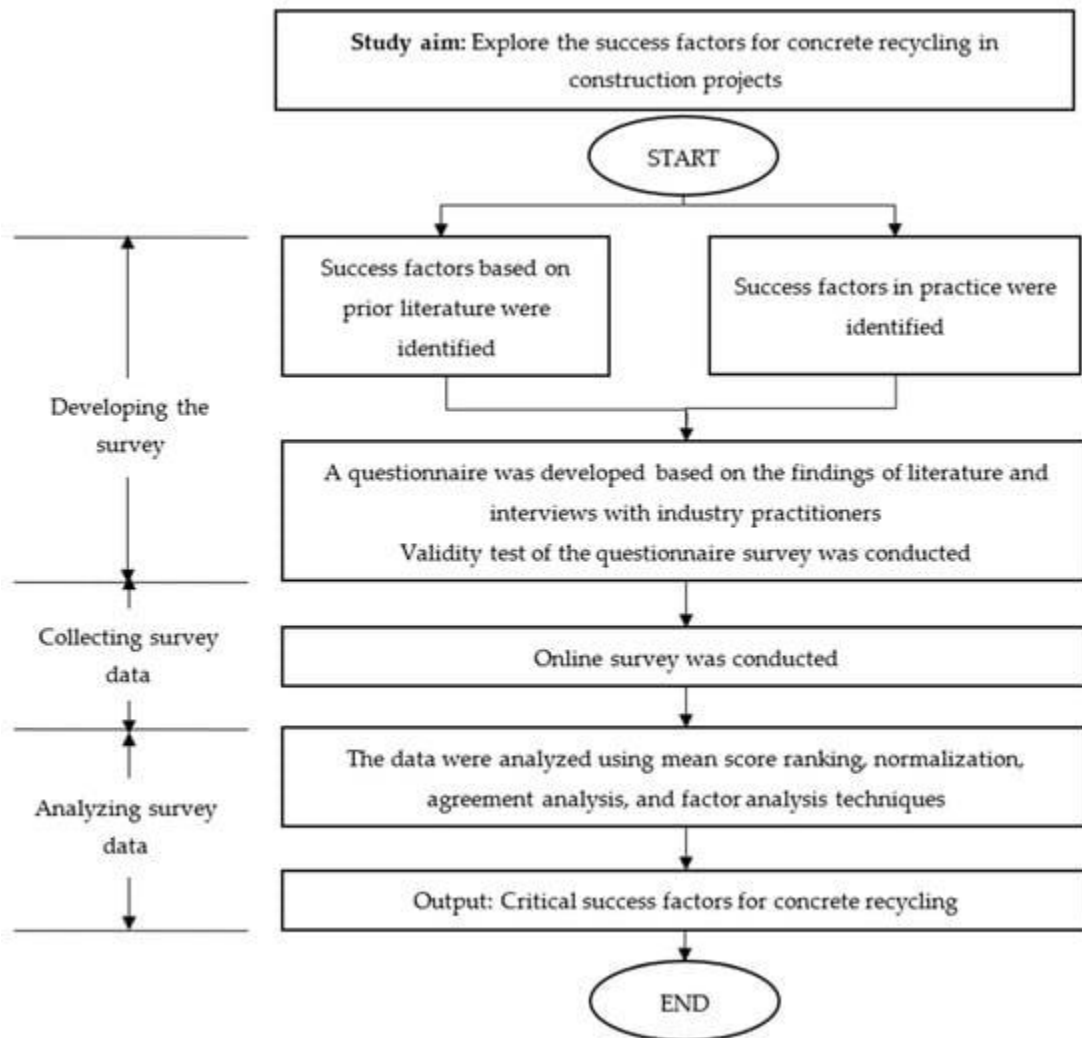 Study aim: Explore the success factors for concrete recycling in
construction projects
START
Success factors based on
prior literature were
identified
Success factors in practice were
identified
Developing the
survey
A questionnaire was developed based on the findings of literature and
interviews with industry practitioners
Validity test of the questionnaire survey was conducted
Collecting survey
data
Online survey was conducted
The data were analyzed using mean score ranking, normalization,
agreement analysis, and factor analysis techniques
Analyzing survey
data
Output: Critical success factors for concrete recycling
END